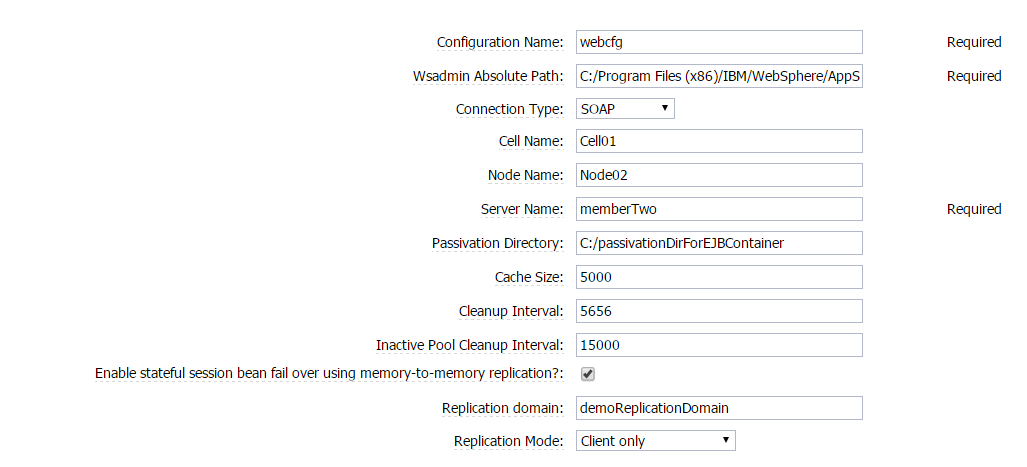 Configuration Name: webcfg Required
Wsadmin Absolute Path: C:/Program Files (x86)/IBM/WebSphere/AppS Required
Connection Type: SOAP
Cell Name: Cell01
Node Name: Node02
Server Name: memberTwo Required
Passivation Directory: C:/passivationDirForEJBContainer
Cache Size: 5000
Cleanup Interval: 5656
Inactive Pool Cleanup Interval: 15000
Enable stateful session bean fail over using memory-to-memory replication?:
Replication domain: demoReplicationDomain
Replication Mode: Client only